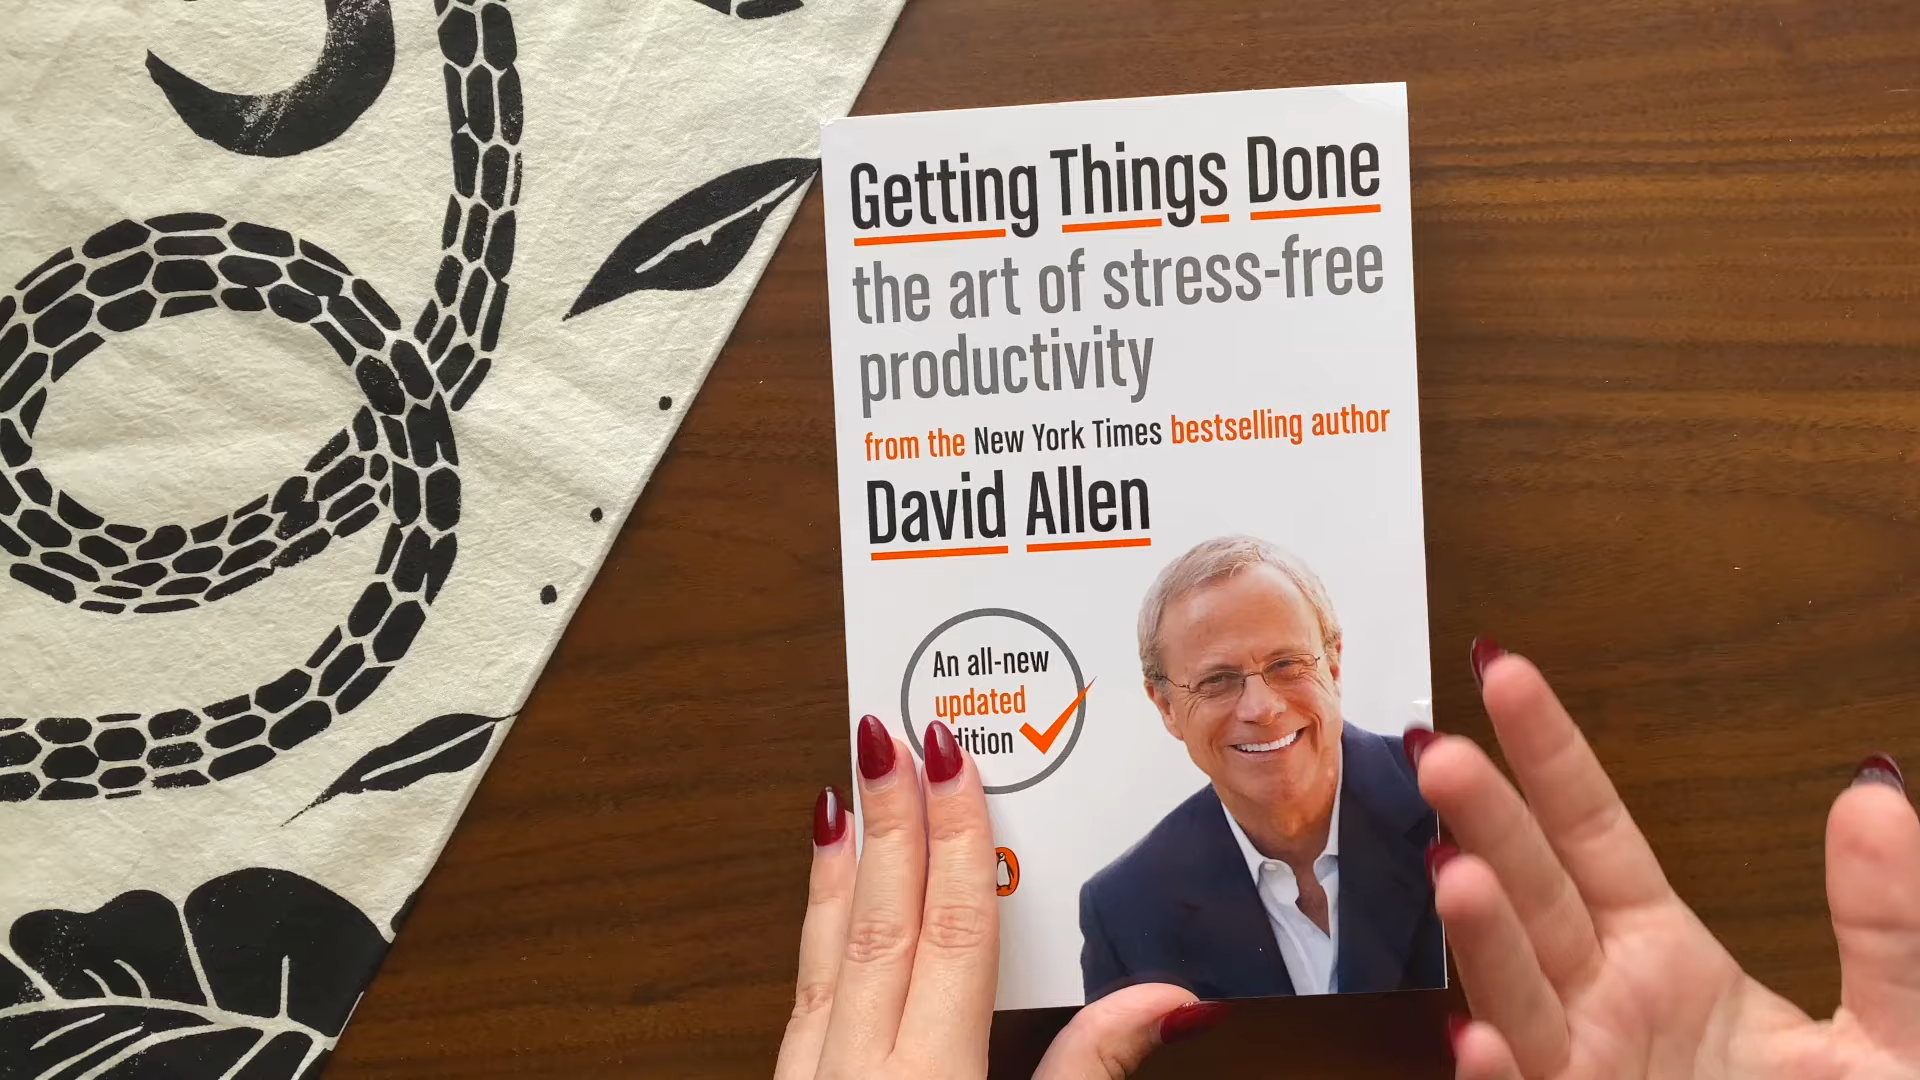 Getting Things Done
the art of stress-free
productivity
from the New York Times bestselling author
David Allen
An all-new
updated
dition